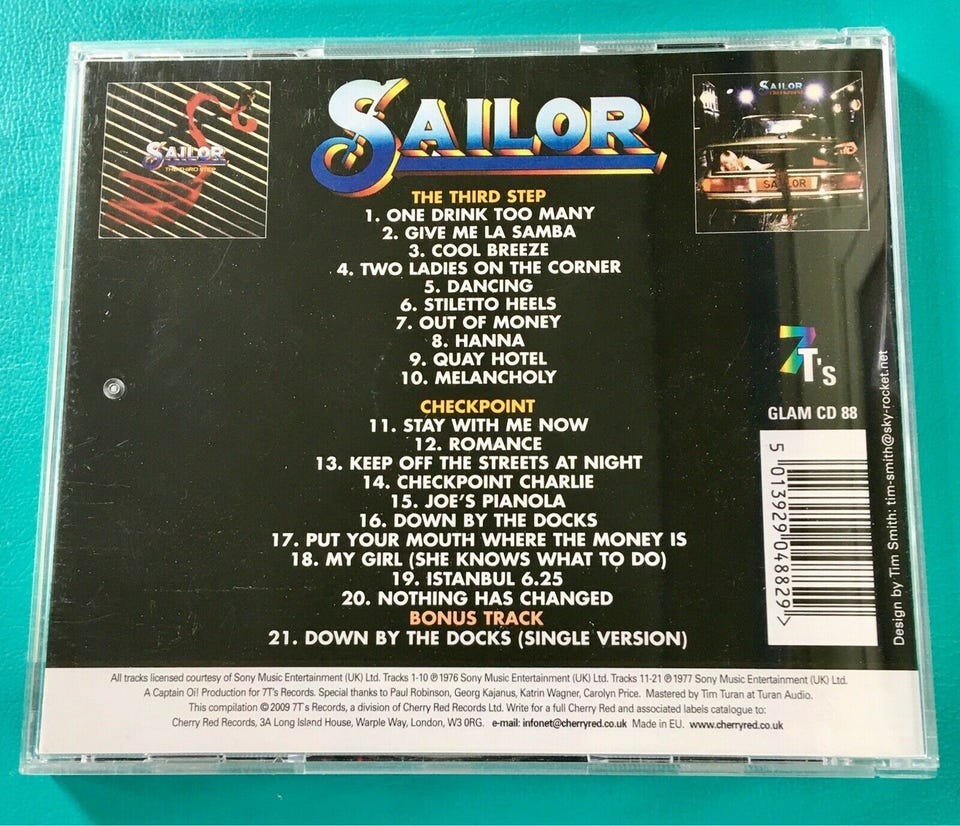 SAILOR
THE THIRD STEP
SAILOR
SAILOR
SAILOR
THE THIRD STEP
1. ONE DRINK TOO MANY
2. GIVE ME LA SAMBA
3. COOL BREEZE
4. TWO LADIES ON THE CORNER
5. DANCING
6. STILETTO HEELS
7. OUT OF MONEY
8. HANNA
9. QUAY HOTEL
10. MELANCHOLY
CHECKPOINT
11. STAY WITH ME NOW
12. ROMANCE
13. KEEP OFF THE STREETS AT NIGHT
14. CHECKPOINT CHARLIE
15. JOE'S PIANOLA
16. DOWN BY THE DOCKS
17. PUT YOUR MOUTH WHERE THE MONEY IS
18. MY GIRL (SHE KNOWS WHAT TO DO)
19. ISTANBUL 6.25
20. NOTHING HAS CHANGED
BONUS TRACK
21. DOWN BY THE DOCKS (SINGLE VERSION)
7T's
GLAM CD 88
5 013929 048829 >
Design by Tim Smith: tim-smith@sky-rocket.net
All tracks licensed courtesy of Sony Music Entertainment (UK) Ltd. Tracks 1-10 ℗ 1976 Sony Music Entertainment (UK) Ltd. Tracks 11-21 ℗ 1977 Sony Music Entertainment (UK) Ltd.
A Captain Oi! Production for 7T's Records. Special thanks to Paul Robinson, Georg Kajanus, Katrin Wagner, Carolyn Price. Mastered by Tim Turan at Turan Audio.
This compilation © 2009 7T's Records, a division of Cherry Red Records Ltd. Write for a full Cherry Red and associated labels catalogue to:
Cherry Red Records, 3A Long Island House, Warple Way, London, W3 0RG. e-mail: infonet@cherryred.co.uk Made in EU. www.cherryred.co.uk